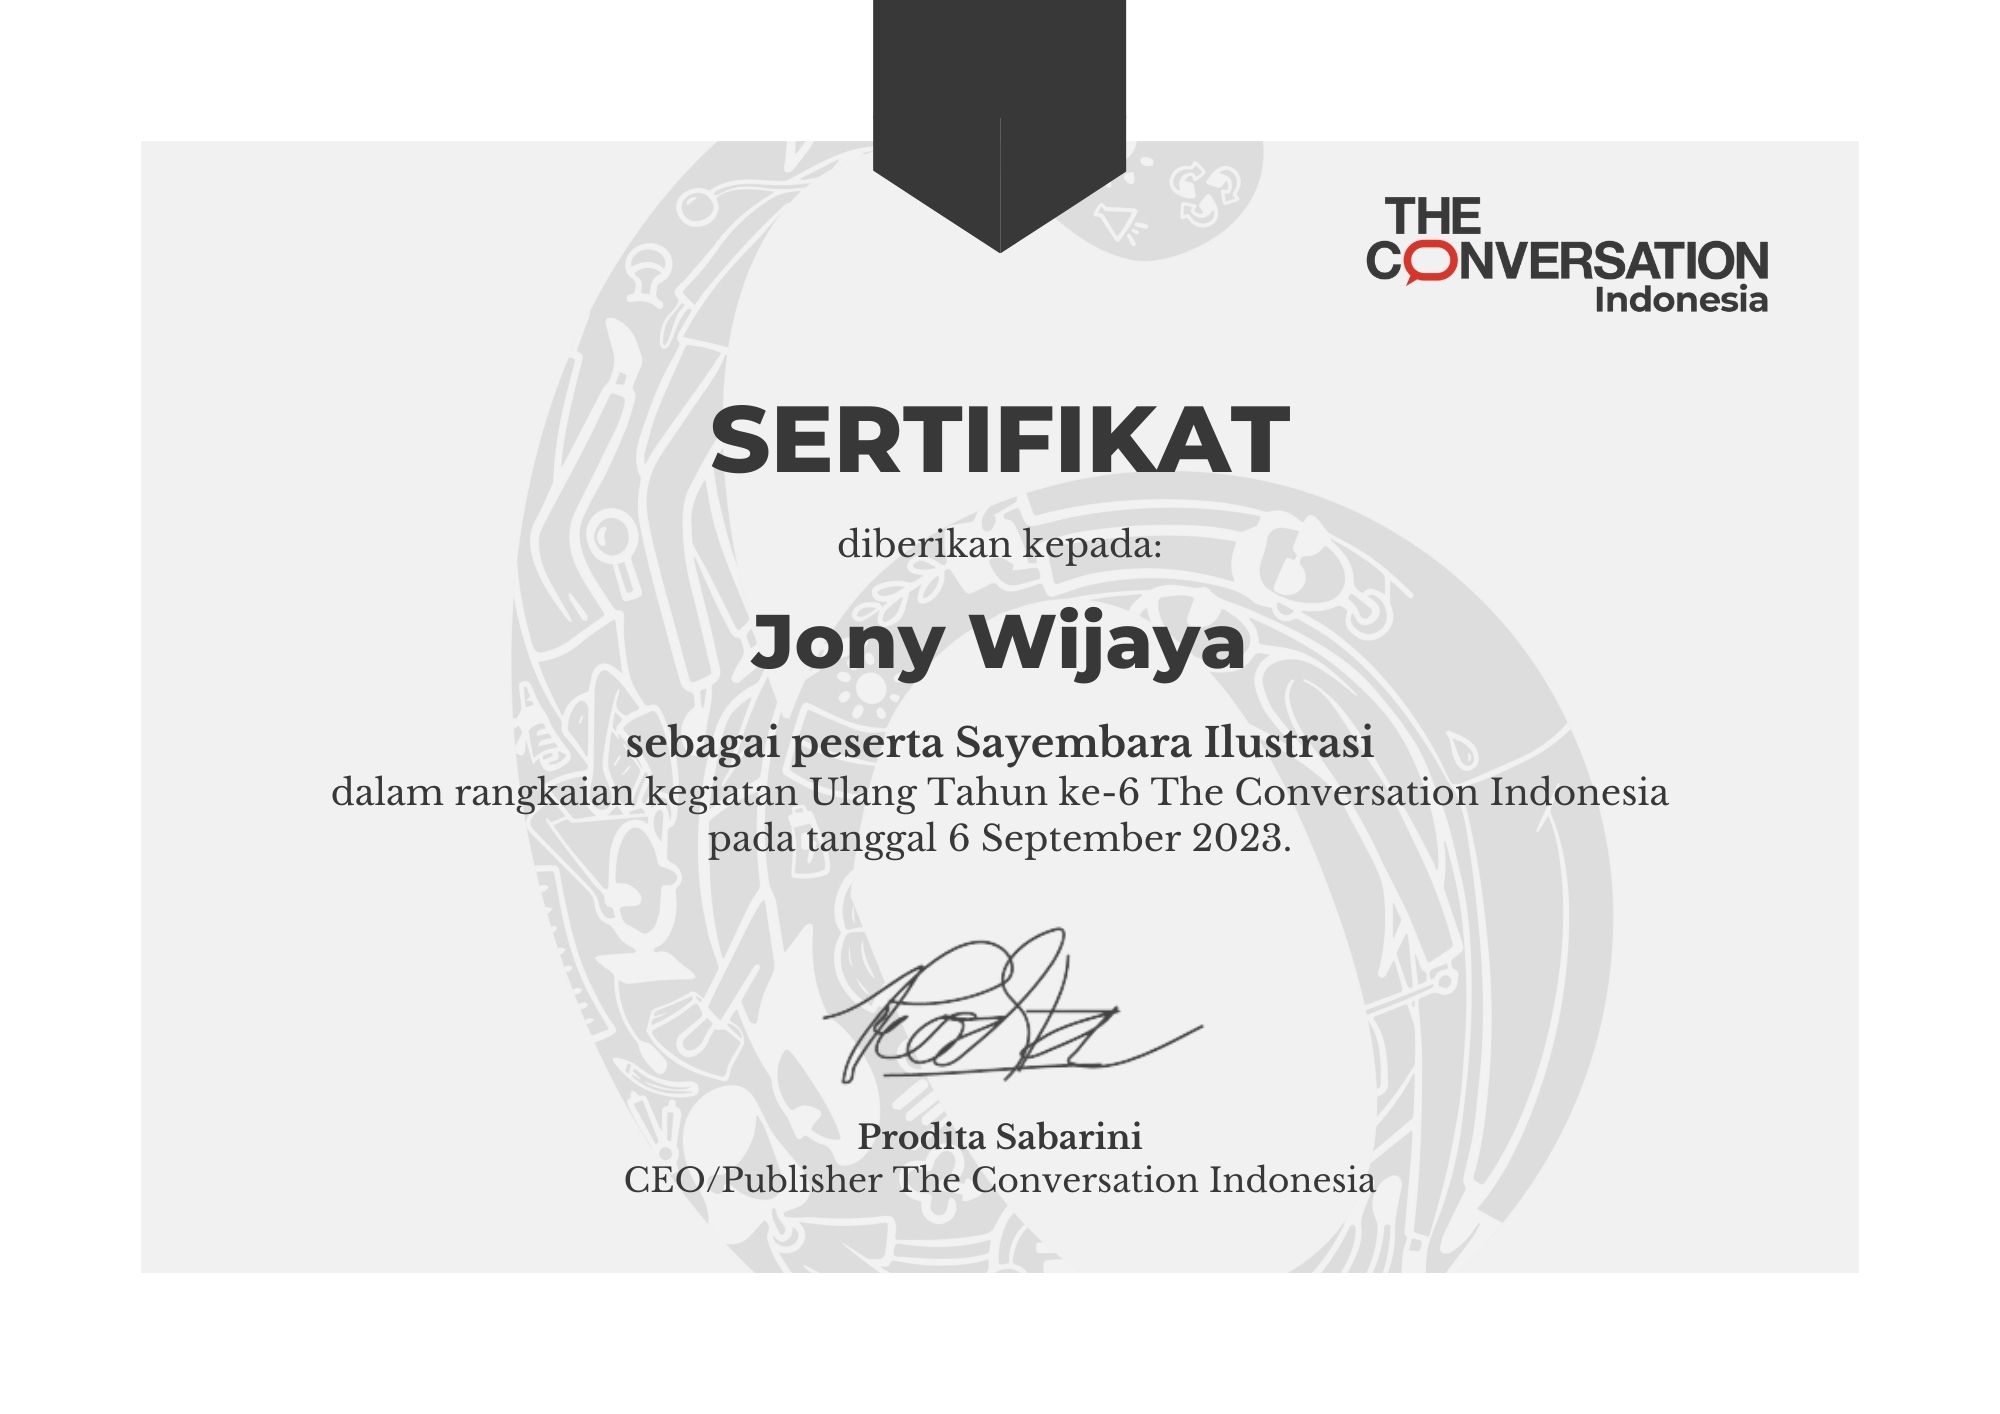 THE
CONVERSATION
Indonesia
SERTIFIKAT
diberikan kepada:
Jony Wijaya
sebagai peserta Sayembara Ilustrasi
dalam rangkaian kegiatan Ulang Tahun ke-6 The Conversation Indonesia
pada tanggal 6 September 2023.
Prodita Sabarini
CEO/Publisher The Conversation Indonesia